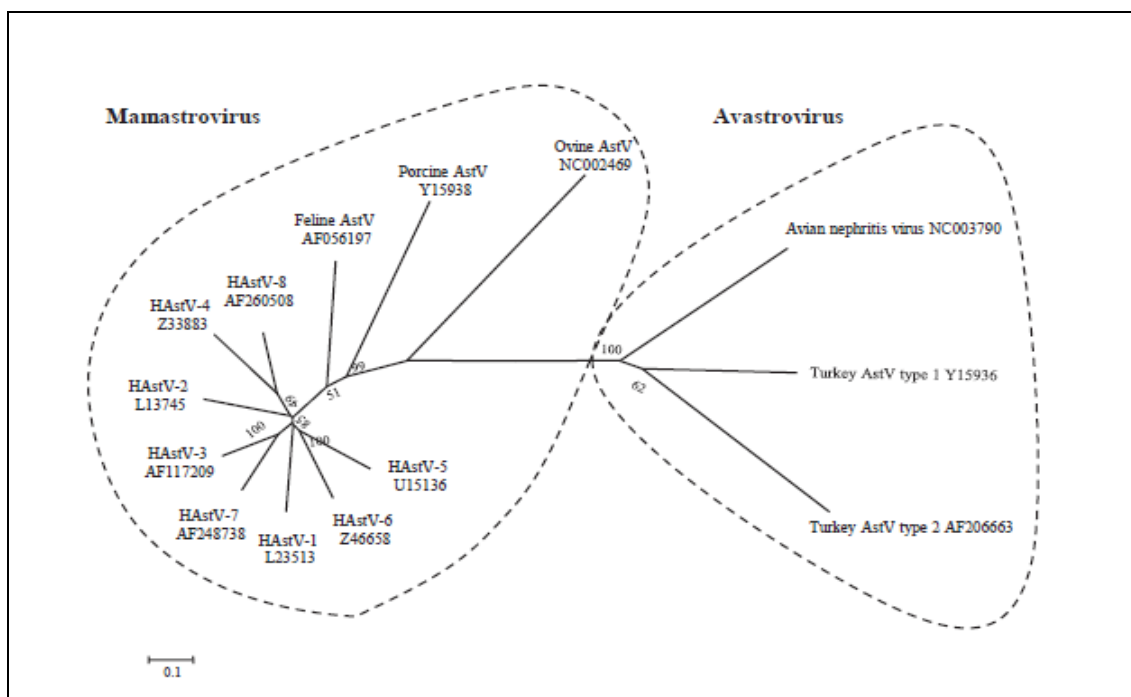 Mamastrovirus
Avastrovirus
Ovine AstV
NC002469
Porcine AstV
Y15938
Feline AstV
AF056197
HAstV-8
AF260508
HAstV-4
Z33883
HAstV-2
L13745
HAstV-3
AF117209
HAstV-7
AF248738
HAstV-1
L23513
HAstV-6
Z46658
HAstV-5
U15136
Avian nephritis virus NC003790
Turkey AstV type 1 Y15936
Turkey AstV type 2 AF206663
100
62
51
100
100
0.1